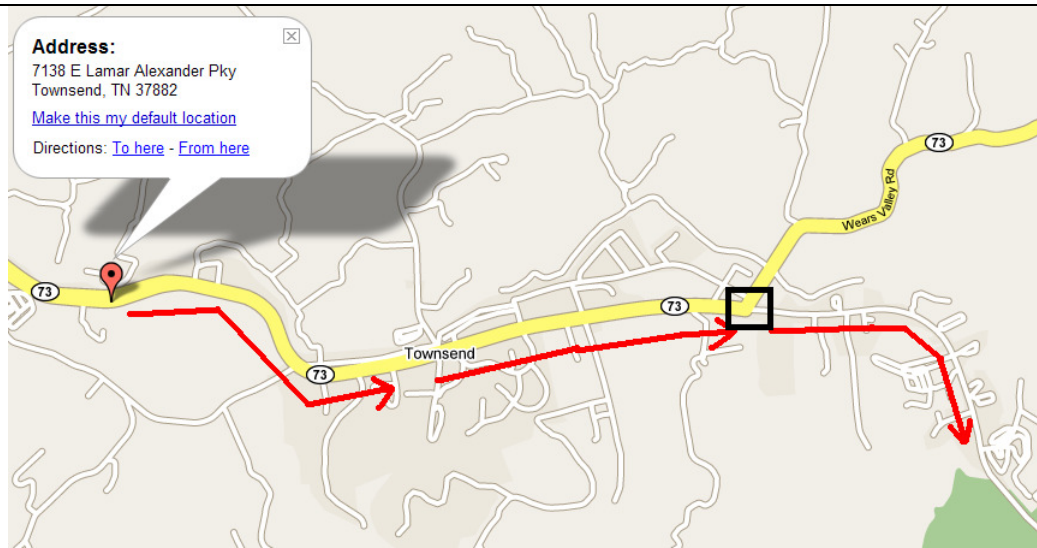 Address:
7138 E Lamar Alexander Pky
Townsend, TN 37882
Make this my default location
Directions: To here - From here
73
Wears Valley Rd
73
73
Townsend
73